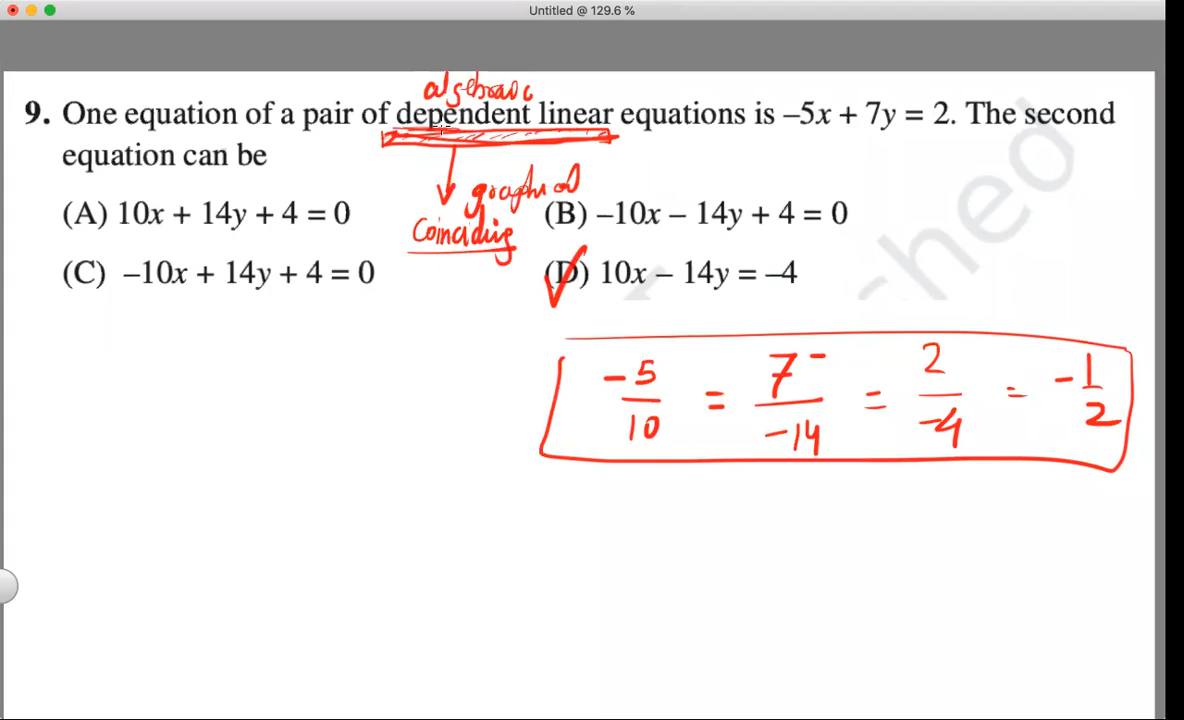 Untitled @ 129.6 %
algebraic
9. One equation of a pair of dependent linear equations is –5x + 7y = 2. The second
equation can be
graphical
(A) 10x + 14y + 4 = 0 (B) –10x – 14y + 4 = 0
Coinciding
(C) –10x + 14y + 4 = 0 (D) 10x – 14y = –4
-5/10 = 7/-14 = 2/-4 = -1/2